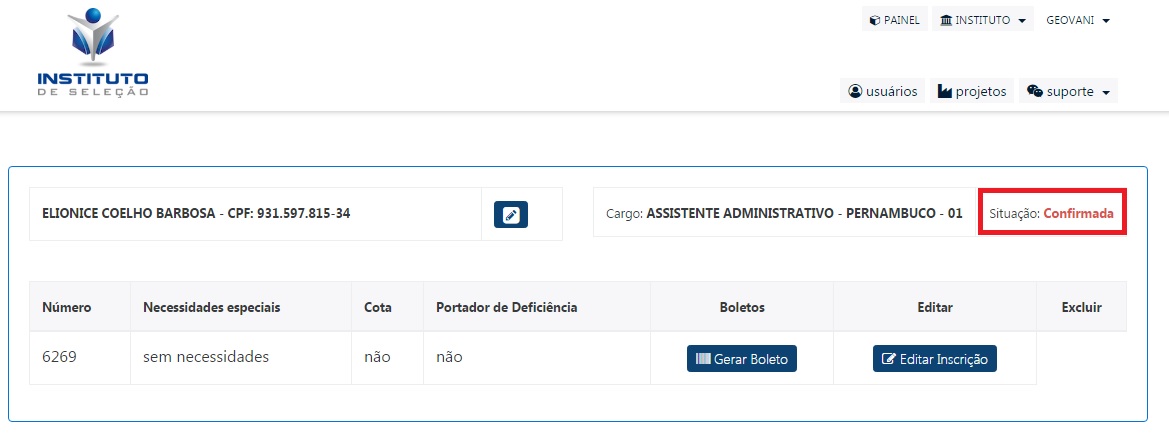 INSTITUTO
DE SELEÇÃO
PAINEL INSTITUTO GEOVANI
usuários projetos suporte
ELIONICE COELHO BARBOSA - CPF: 931.597.815-34
Cargo: ASSISTENTE ADMINISTRATIVO - PERNAMBUCO - 01 Situação: Confirmada
Número Necessidades especiais Cota Portador de Deficiência Boletos Editar Excluir
6269 sem necessidades não não Gerar Boleto Editar Inscrição